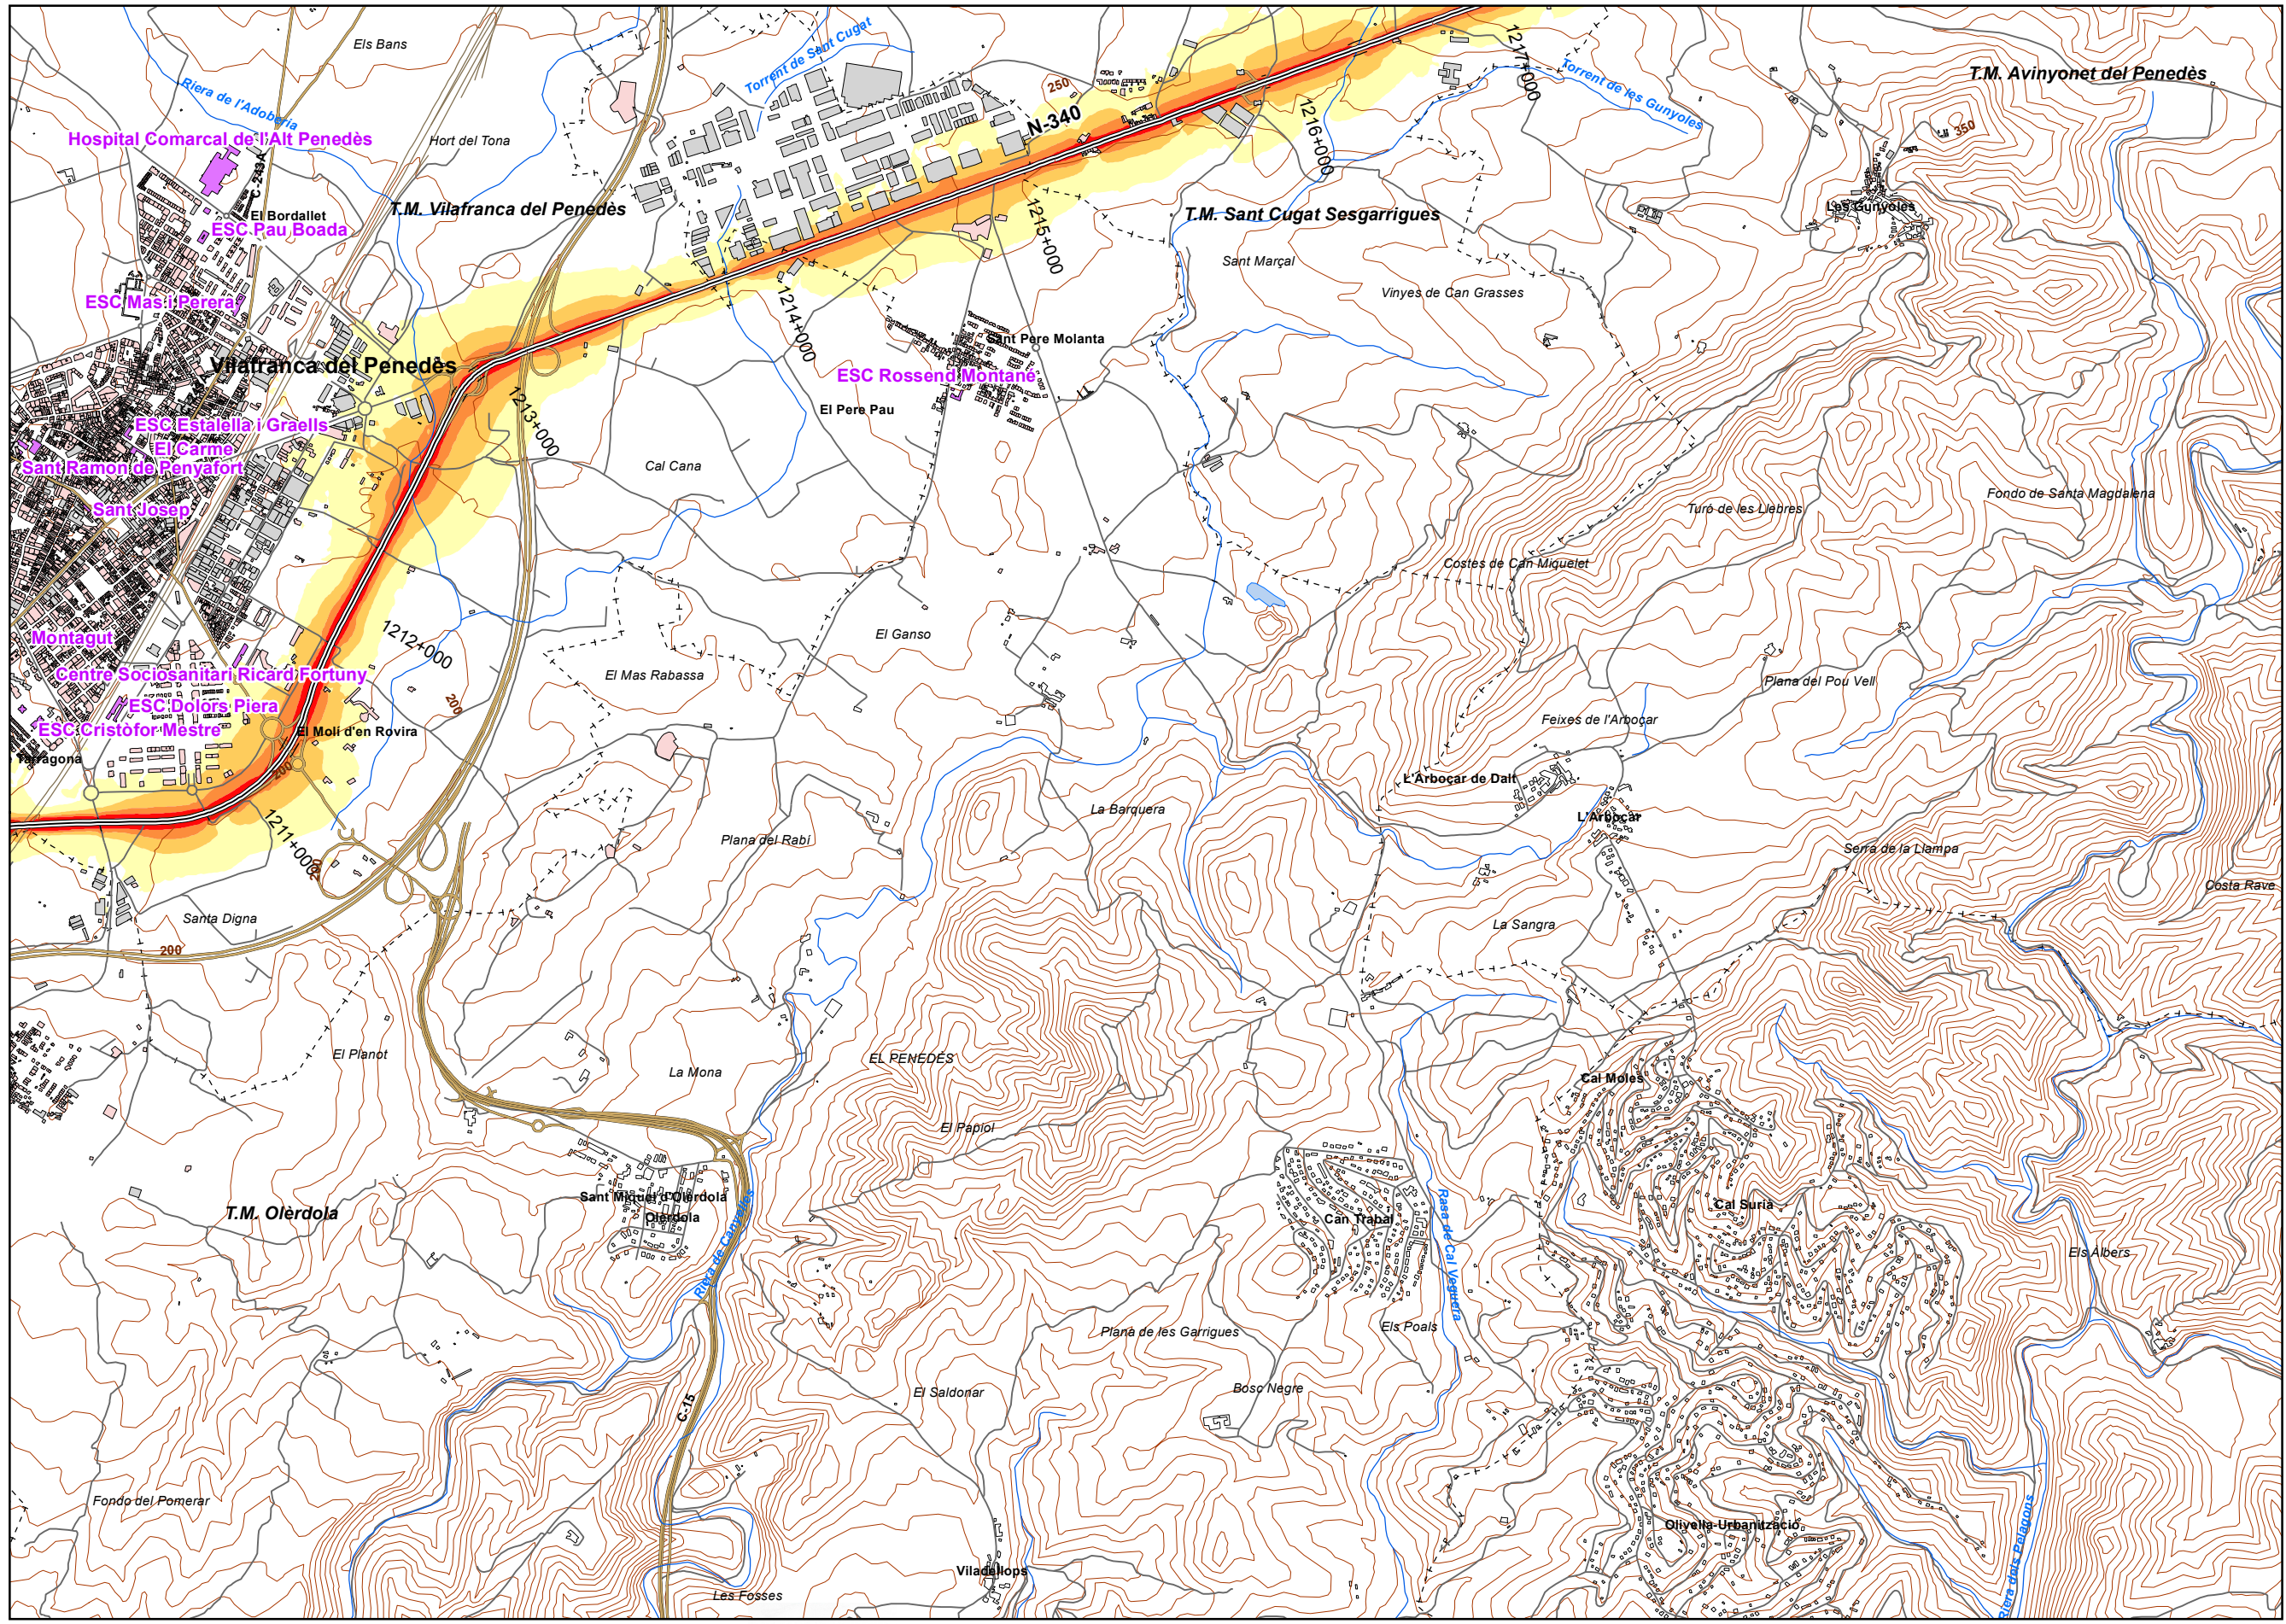 Els Bans
Torrent de Sant Cugat
1217+000
Torrent de les Gunyoles
T.M. Avinyonet del Penedès
Riera de l'Adoberia
250
N-340
1216+000
350
Hospital Comarcal de l'Alt Penedès
Hort del Tona
C-243A
T.M. Vilafranca del Penedès
El Bordallet
ESC Pau Boada
1215+000
T.M. Sant Cugat Sesgarrigues
Les Gunyoles
Sant Marçal
Vinyes de Can Grasses
ESC Mas i Perera
1214+000
Sant Pere Molanta
Vilafranca del Penedès
ESC Rossend Montané
El Pere Pau
1213+000
ESC Estalella i Graells
El Carme
Sant Ramon de Penyafort
Cal Cana
Fondo de Santa Magdalena
Sant Josep
Turó de les Llebres
Costes de Can Miquelet
Montagut
1212+000
El Ganso
Centre Sociosanitari Ricard Fortuny
El Mas Rabassa
Plana del Pou Vell
200
ESC Dolors Piera
Feixes de l'Arboçar
ESC Cristòfor Mestre
El Molí d'en Rovira
Tarragona
200
L'Arboçar de Dalt
La Barquera
L'Arboçar
1211+000
Plana del Rabí
Serra de la Llampa
200
Costa Rave
Santa Digna
La Sangra
200
El Planot
EL PENEDÈS
La Mona
Cal Moles
El Papiol
Sant Miquel d'Olèrdola
T.M. Olèrdola
Olèrdola
Can Trabal
Cal Surià
Riera de Canyelles
Rasa de Cal Veguera
Els Albers
Els Poals
Plana de les Garrigues
El Saldonar
Bosc Negre
C-15
Fondo del Pomerar
Olivella-Urbanització
Riera dels Pelagons
Viladellops
Les Fosses